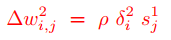 Δw²ᵢ,ⱼ = ρ δ²ᵢ s¹ⱼ